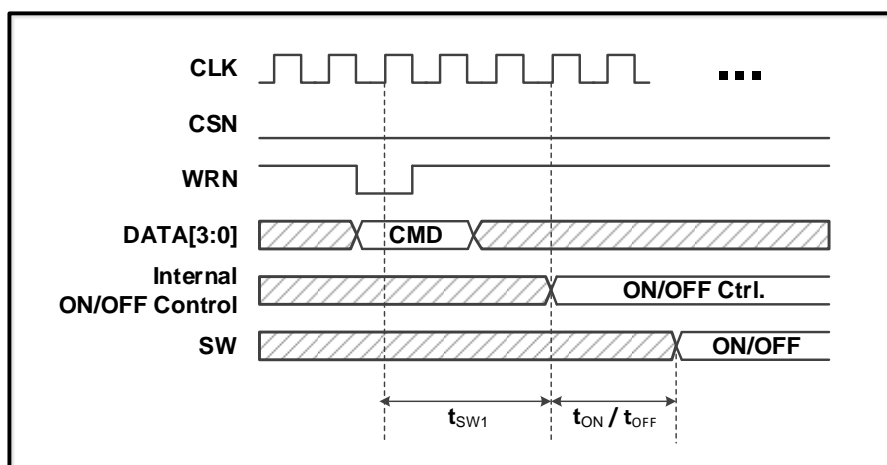 CLK
CSN
WRN
DATA[3:0]
CMD
Internal
ON/OFF Control
ON/OFF Ctrl.
SW
ON/OFF
tSW1
tON / tOFF